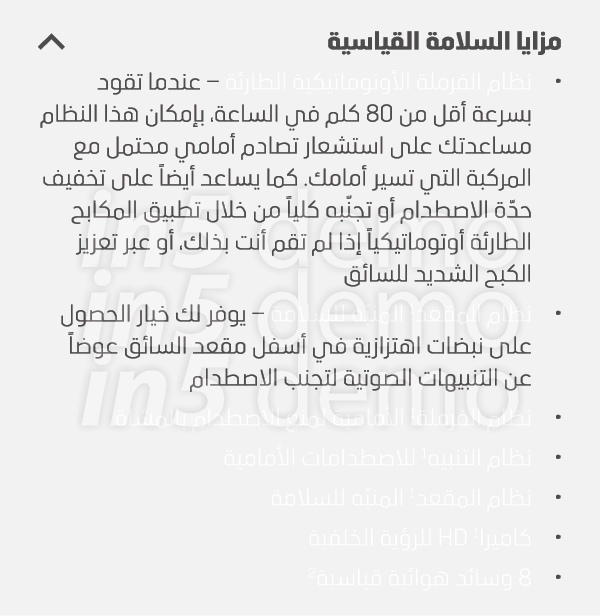 مزايا السلامة القياسية
• نظام الفرملة الأوتوماتيكية الطارئة – عندما تقود
بسرعة أقل من 80 كلم في الساعة، بإمكان هذا النظام
مساعدتك على استشعار تصادم أمامي محتمل مع
المركبة التي تسير أمامك. كما يساعد أيضاً على تخفيف
حدّة الاصطدام أو تجنّبه كلياً من خلال تطبيق المكابح
الطارئة أوتوماتيكياً إذا لم تقم أنت بذلك، أو عبر تعزيز
الكبح الشديد للسائق
• نظام المقعد¹ المنبّه للسلامة – يوفر لك خيار الحصول
على نبضات اهتزازية في أسفل مقعد السائق عوضاً
عن التنبيهات الصوتية لتجنب الاصطدام
• نظام الفرملة¹ الأمامية لمنع الاصطدام بالمشاة
• نظام التنبيه¹ للاصطدامات الأمامية
• نظام المقعد¹ المنبّه للسلامة
• كاميرا¹ HD للرؤية الخلفية
• 8 وسائد هوائية قياسية²
in5 demo
in5 demo
in5 demo